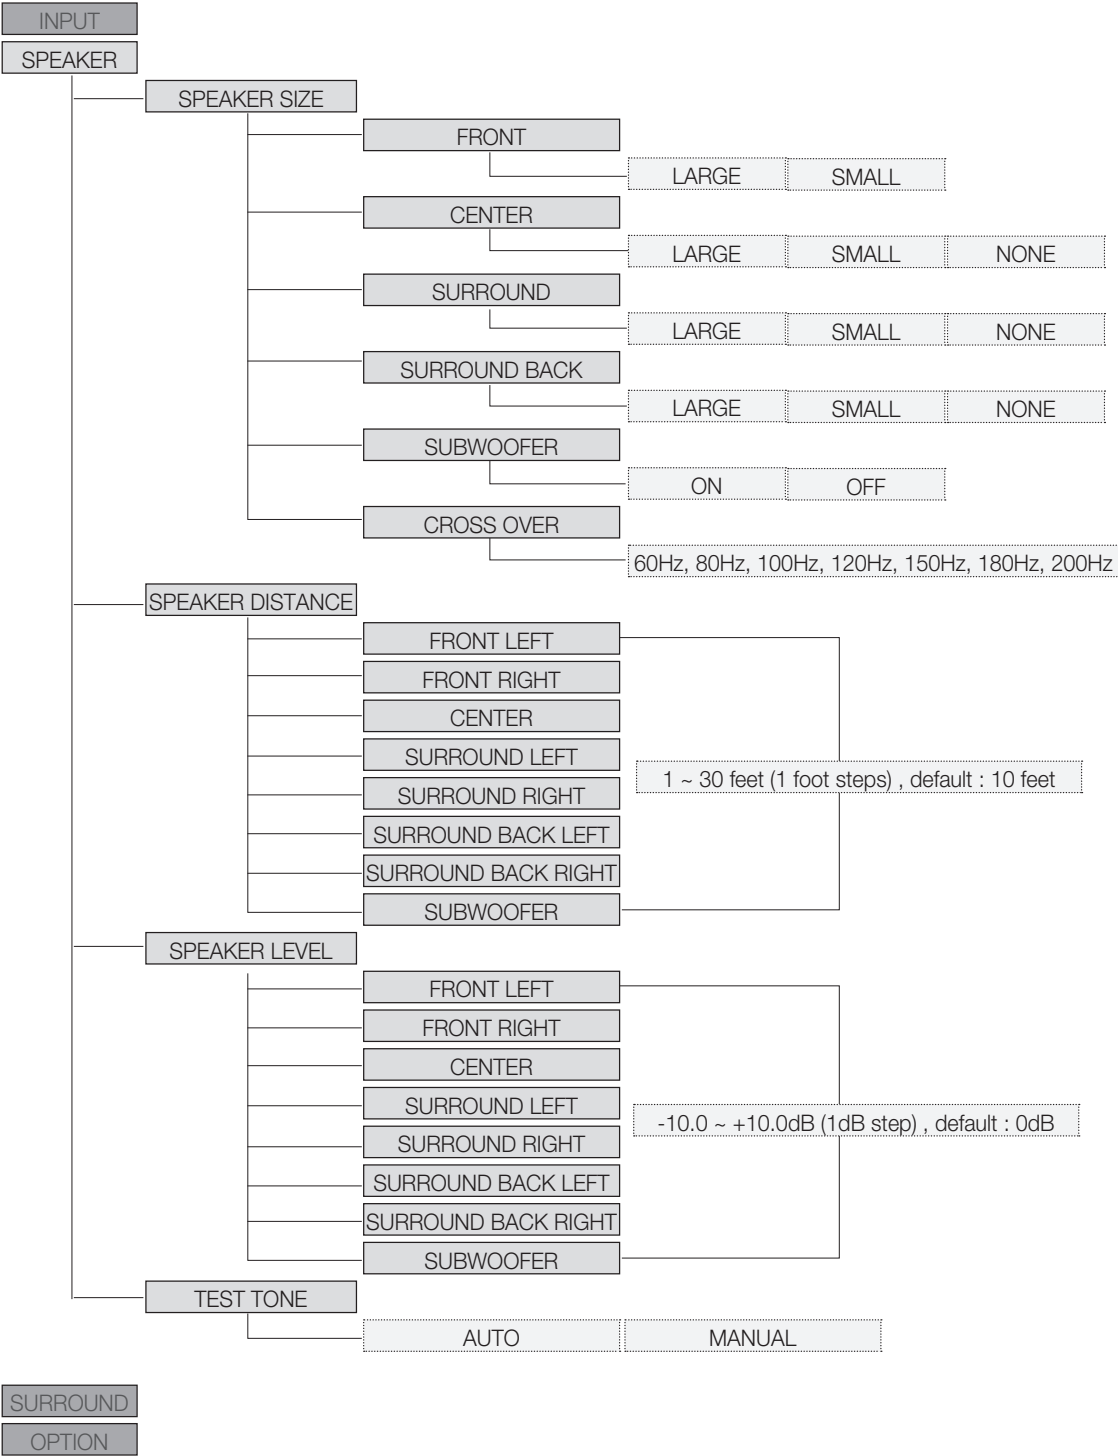 INPUT
SPEAKER
SPEAKER SIZE
FRONT
LARGE SMALL
CENTER
LARGE SMALL NONE
SURROUND
LARGE SMALL NONE
SURROUND BACK
LARGE SMALL NONE
SUBWOOFER
ON OFF
CROSS OVER
60Hz, 80Hz, 100Hz, 120Hz, 150Hz, 180Hz, 200Hz
SPEAKER DISTANCE
FRONT LEFT
FRONT RIGHT
CENTER
SURROUND LEFT
1 ~ 30 feet (1 foot steps) , default : 10 feet
SURROUND RIGHT
SURROUND BACK LEFT
SURROUND BACK RIGHT
SUBWOOFER
SPEAKER LEVEL
FRONT LEFT
FRONT RIGHT
CENTER
SURROUND LEFT
-10.0 ~ +10.0dB (1dB step) , default : 0dB
SURROUND RIGHT
SURROUND BACK LEFT
SURROUND BACK RIGHT
SUBWOOFER
TEST TONE
AUTO MANUAL
SURROUND
OPTION